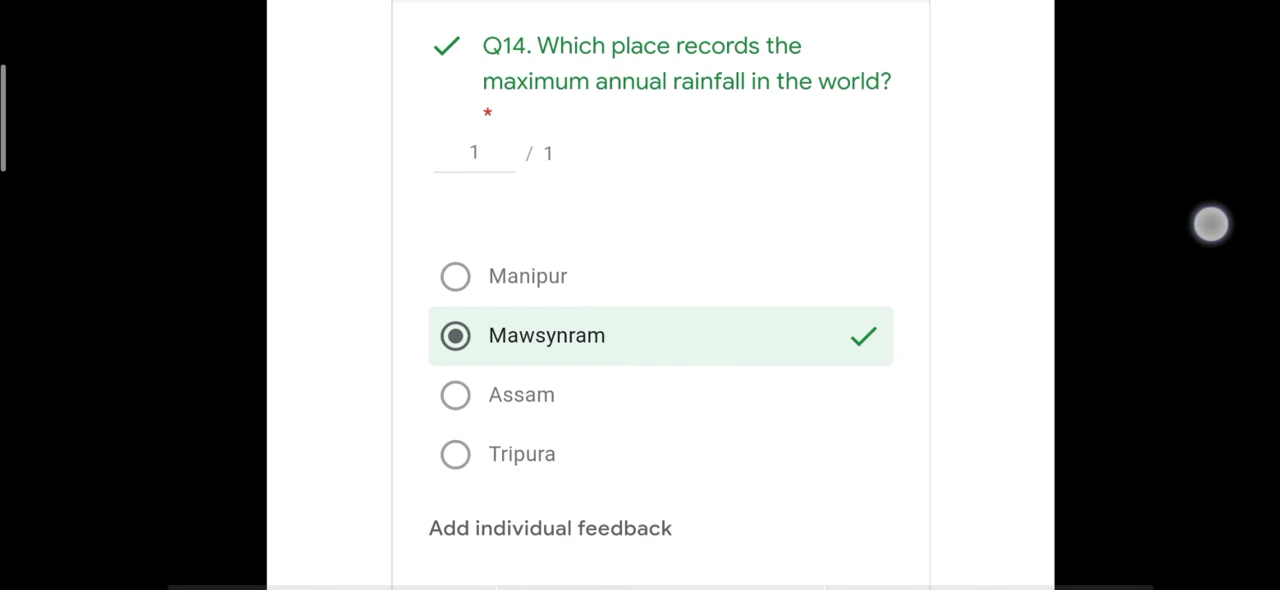 Q14. Which place records the
maximum annual rainfall in the world?
*
1 / 1
Manipur
Mawsynram
Assam
Tripura
Add individual feedback